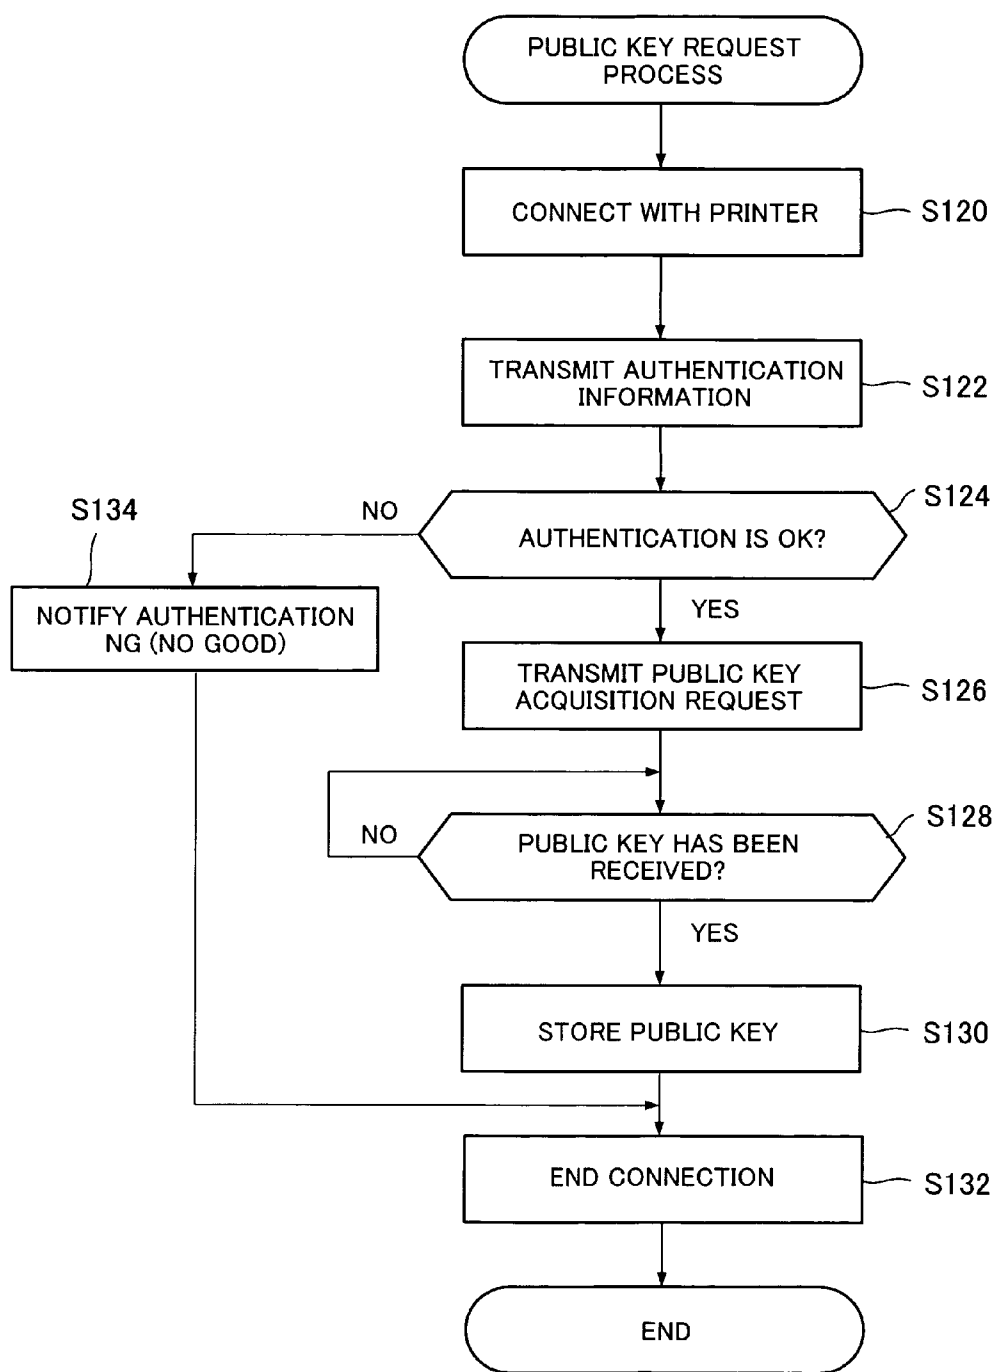 PUBLIC KEY REQUEST
PROCESS
CONNECT WITH PRINTER
S120
TRANSMIT AUTHENTICATION
INFORMATION
S122
AUTHENTICATION IS OK?
S124
NO
YES
S134
NOTIFY AUTHENTICATION
NG (NO GOOD)
TRANSMIT PUBLIC KEY
ACQUISITION REQUEST
S126
PUBLIC KEY HAS BEEN
RECEIVED?
S128
NO
YES
STORE PUBLIC KEY
S130
END CONNECTION
S132
END